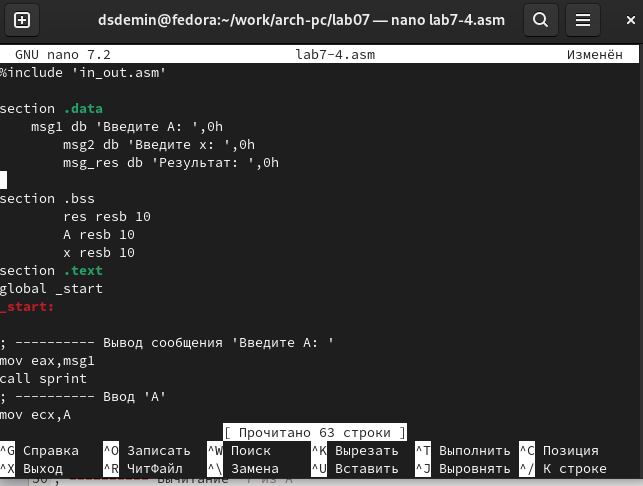 dsdemin@fedora:~/work/arch-pc/lab07 — nano lab7-4.asm
GNU nano 7.2 lab7-4.asm Изменён
%include 'in_out.asm'
section .data
msg1 db 'Введите A: ',0h
msg2 db 'Введите x: ',0h
msg_res db 'Результат: ',0h
section .bss
res resb 10
A resb 10
x resb 10
section .text
global _start
_start:
; ---------- Вывод сообщения 'Введите A: '
mov eax,msg1
call sprint
; ---------- Ввод 'A'
mov ecx,A
[ Прочитано 63 строки ]
^G Справка ^O Записать ^W Поиск ^K Вырезать ^T Выполнить ^C Позиция
^X Выход ^R ЧитФайл ^\ Замена ^U Вставить ^J Выровнять ^/ К строке